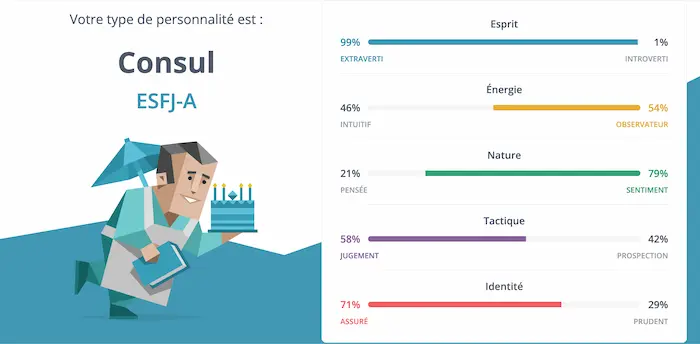 Votre type de personnalité est :
Consul
ESFJ-A
Esprit
99% 1%
EXTRAVERTI INTROVERTI
Énergie
46% 54%
INTUITIF OBSERVATEUR
Nature
21% 79%
PENSÉE SENTIMENT
Tactique
58% 42%
JUGEMENT PROSPECTION
Identité
71% 29%
ASSURÉ PRUDENT